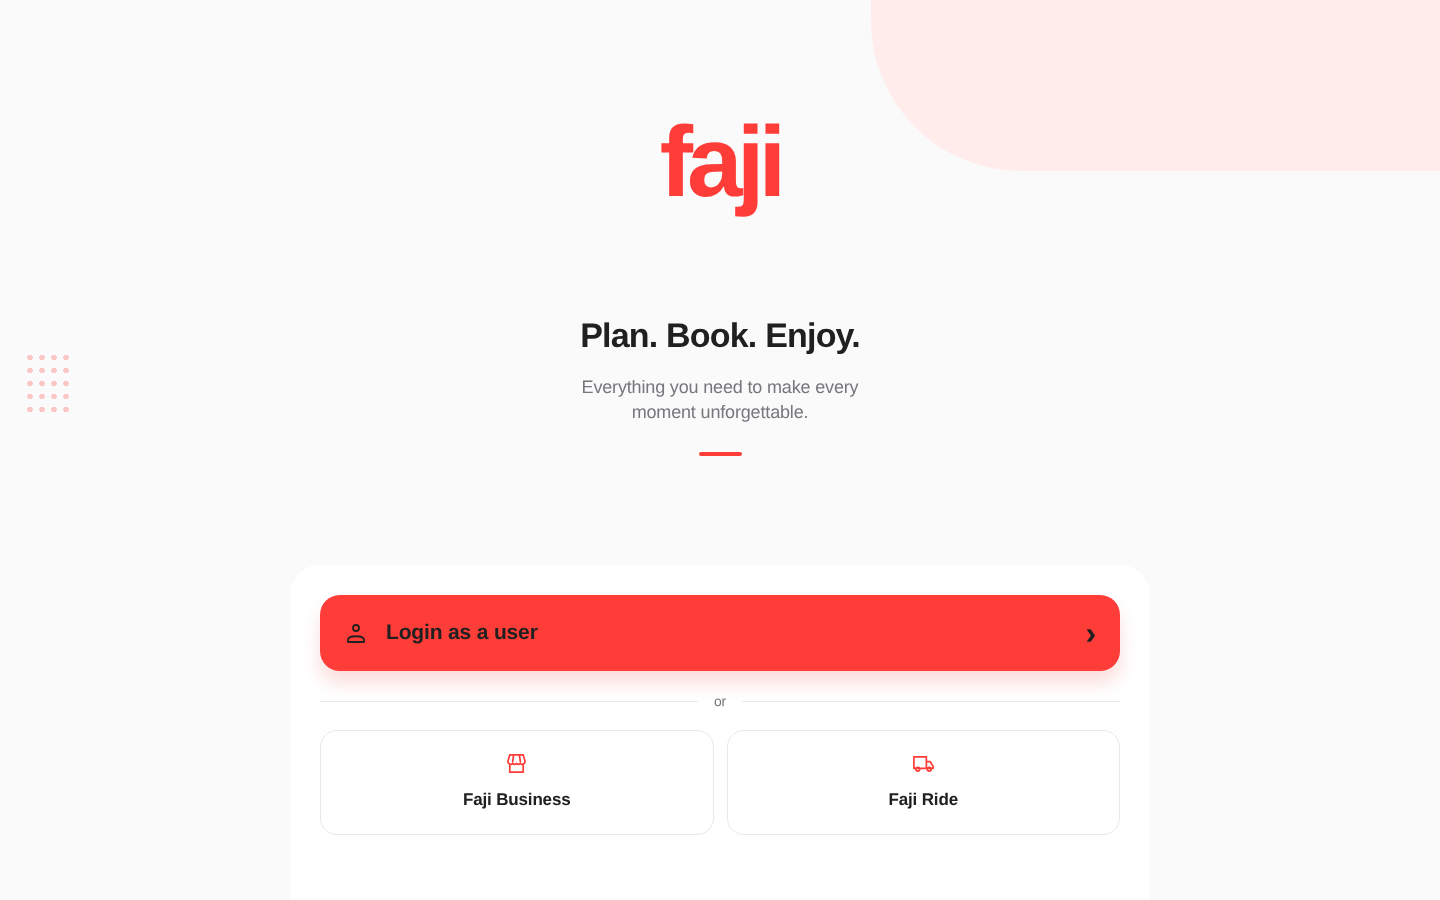 faji
Plan. Book. Enjoy.
Everything you need to make every
moment unforgettable.
Login as a user ›
or
Faji Business
Faji Ride